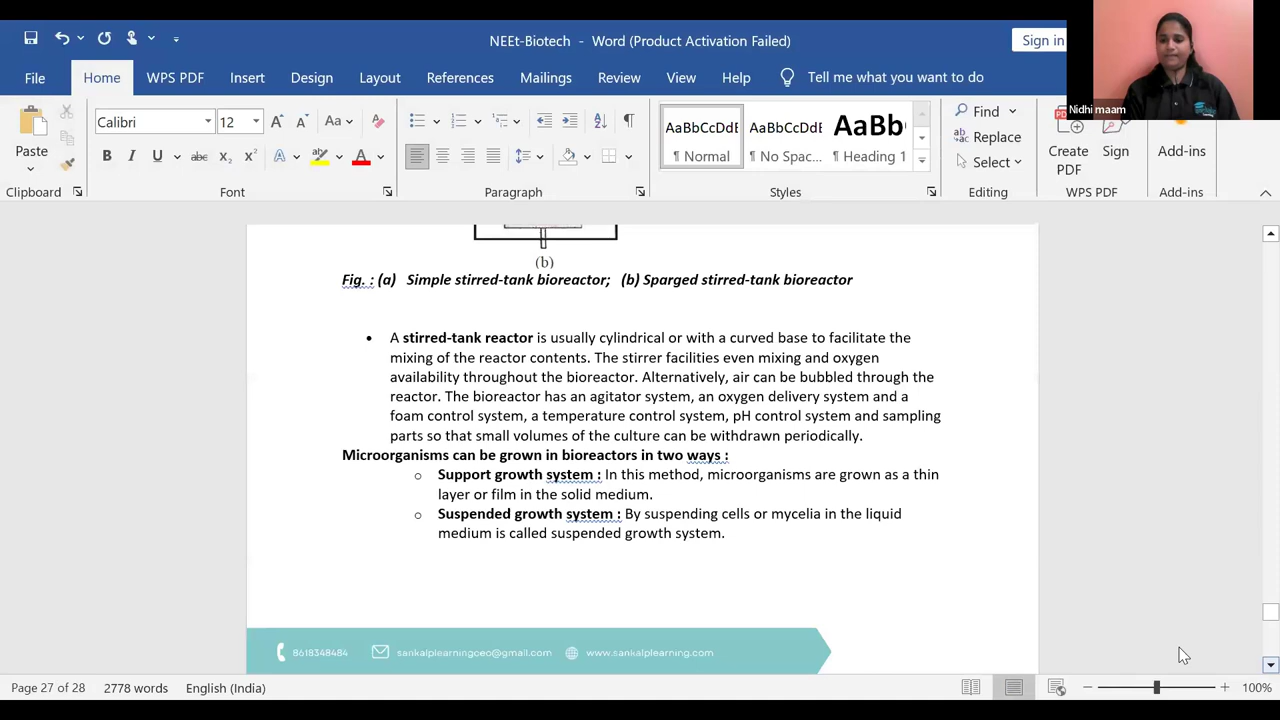 NEEt-Biotech - Word (Product Activation Failed)
Sign in
Nidhi maam
File Home WPS PDF Insert Design Layout References Mailings Review View Help Tell me what you want to do
Calibri 12
Paste
Find
Replace
Select
Create PDF
Sign
Add-ins
AaBbCcDdE AaBbCcDdE AaBbCc
¶ Normal ¶ No Spac... ¶ Heading 1
Clipboard Font Paragraph Styles Editing WPS PDF Add-ins
(b)
Fig. : (a) Simple stirred-tank bioreactor; (b) Sparged stirred-tank bioreactor
• A stirred-tank reactor is usually cylindrical or with a curved base to facilitate the
mixing of the reactor contents. The stirrer facilities even mixing and oxygen
availability throughout the bioreactor. Alternatively, air can be bubbled through the
reactor. The bioreactor has an agitator system, an oxygen delivery system and a
foam control system, a temperature control system, pH control system and sampling
parts so that small volumes of the culture can be withdrawn periodically.
Microorganisms can be grown in bioreactors in two ways :
o Support growth system : In this method, microorganisms are grown as a thin
layer or film in the solid medium.
o Suspended growth system : By suspending cells or mycelia in the liquid
medium is called suspended growth system.
8618348484 sankalplearningceo@gmail.com www.sankalplearning.com
Page 27 of 28 2778 words English (India) 100%